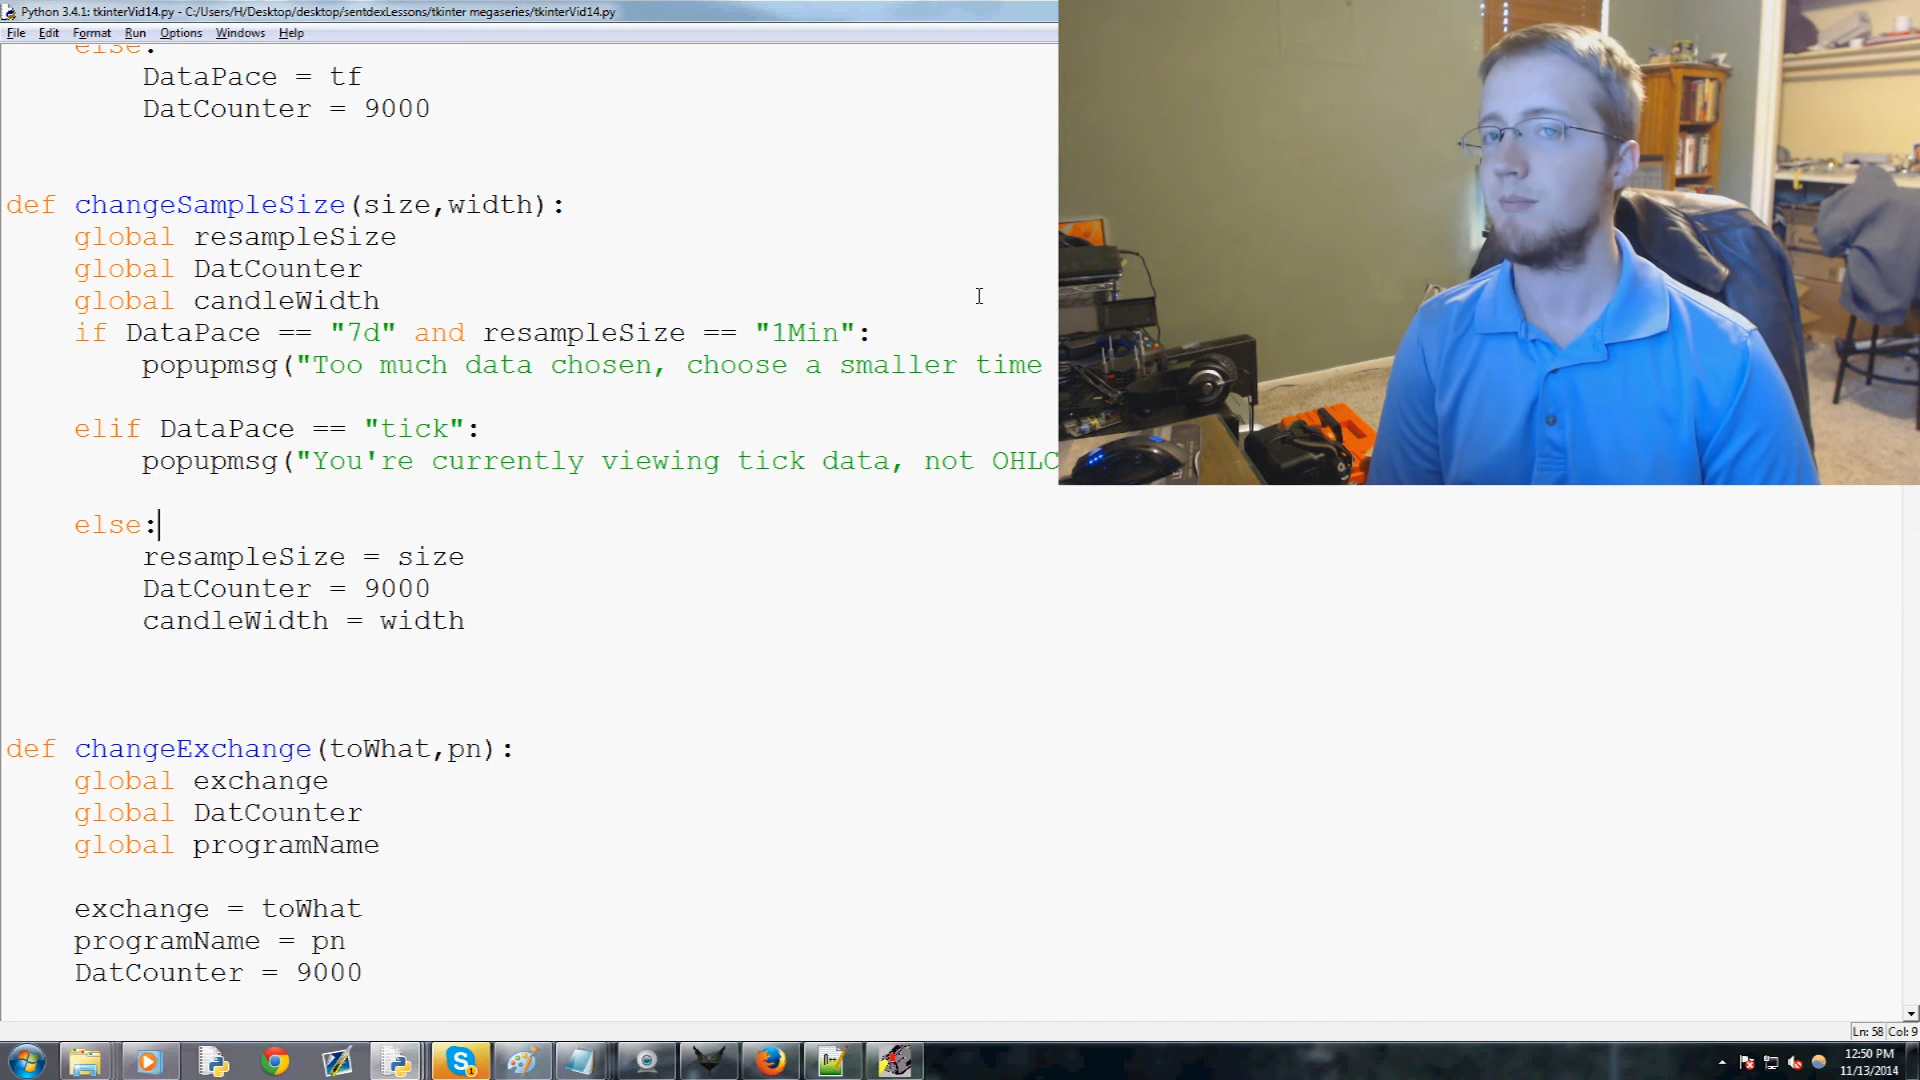 Python 3.4.1: tkinterVid14.py - C:/Users/H/Desktop/desktop/sentdexLessons/tkinter megaseries/tkinterVid14.py
File Edit Format Run Options Windows Help
else:
DataPace = tf
DatCounter = 9000
def changeSampleSize(size,width):
global resampleSize
global DatCounter
global candleWidth
if DataPace == "7d" and resampleSize == "1Min":
popupmsg("Too much data chosen, choose a smaller time
elif DataPace == "tick":
popupmsg("You're currently viewing tick data, not OHLC
else:
resampleSize = size
DatCounter = 9000
candleWidth = width
def changeExchange(toWhat,pn):
global exchange
global DatCounter
global programName
exchange = toWhat
programName = pn
DatCounter = 9000
Ln: 58 Col: 9
12:50 PM
11/13/2014